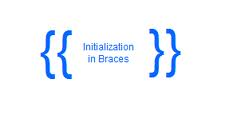 {{ Initialization }}
in Braces